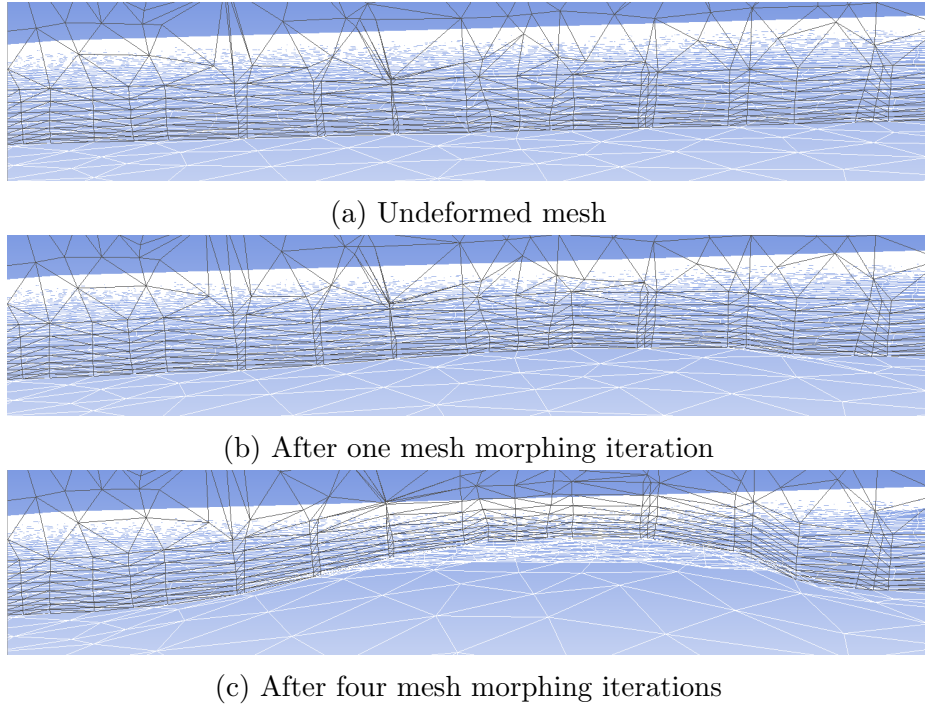 (a) Undeformed mesh
(b) After one mesh morphing iteration
(c) After four mesh morphing iterations